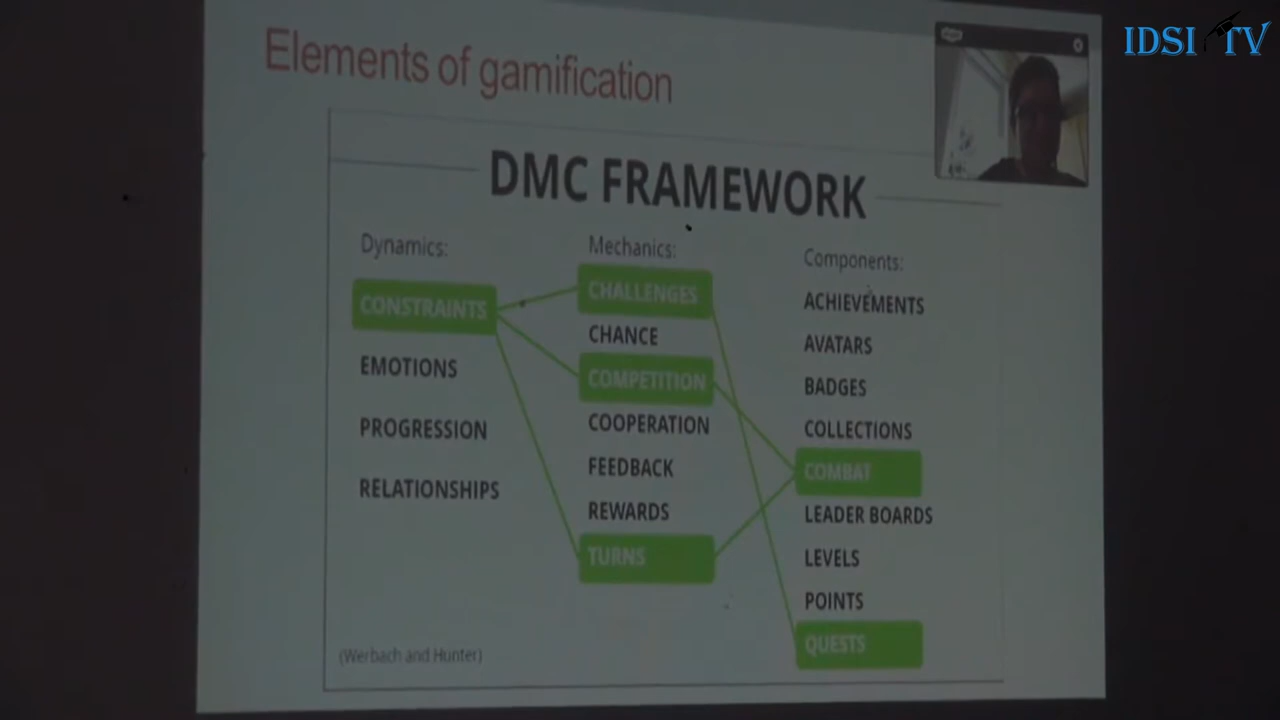 IDSI TV
Elements of gamification
DMC FRAMEWORK
Dynamics:
CONSTRAINTS
EMOTIONS
PROGRESSION
RELATIONSHIPS
Mechanics:
CHALLENGES
CHANCE
COMPETITION
COOPERATION
FEEDBACK
REWARDS
TURNS
Components:
ACHIEVEMENTS
AVATARS
BADGES
COLLECTIONS
COMBAT
LEADER BOARDS
LEVELS
POINTS
QUESTS
(Werbach and Hunter)